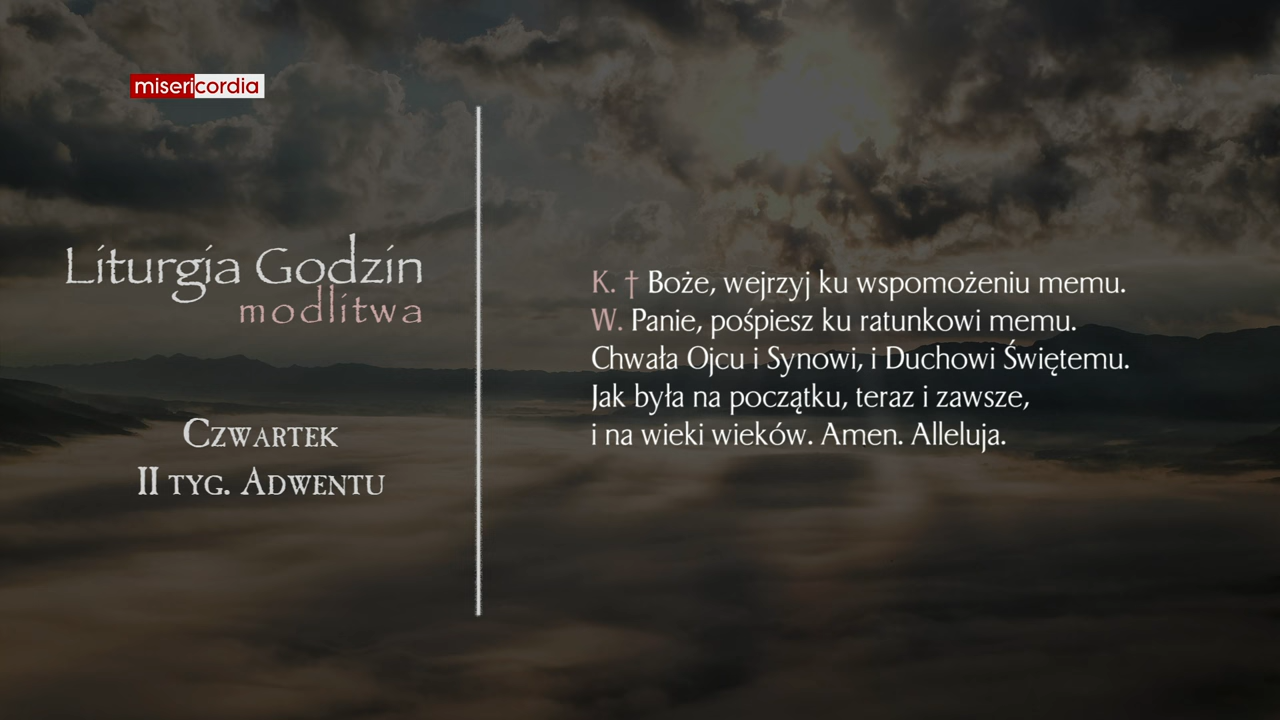 misericordia
Liturgia Godzin
modlitwa
Czwartek
II tyg. Adwentu
K. † Boże, wejrzyj ku wspomożeniu memu.
W. Panie, pośpiesz ku ratunkowi memu.
Chwała Ojcu i Synowi, i Duchowi Świętemu.
Jak była na początku, teraz i zawsze,
i na wieki wieków. Amen. Alleluja.